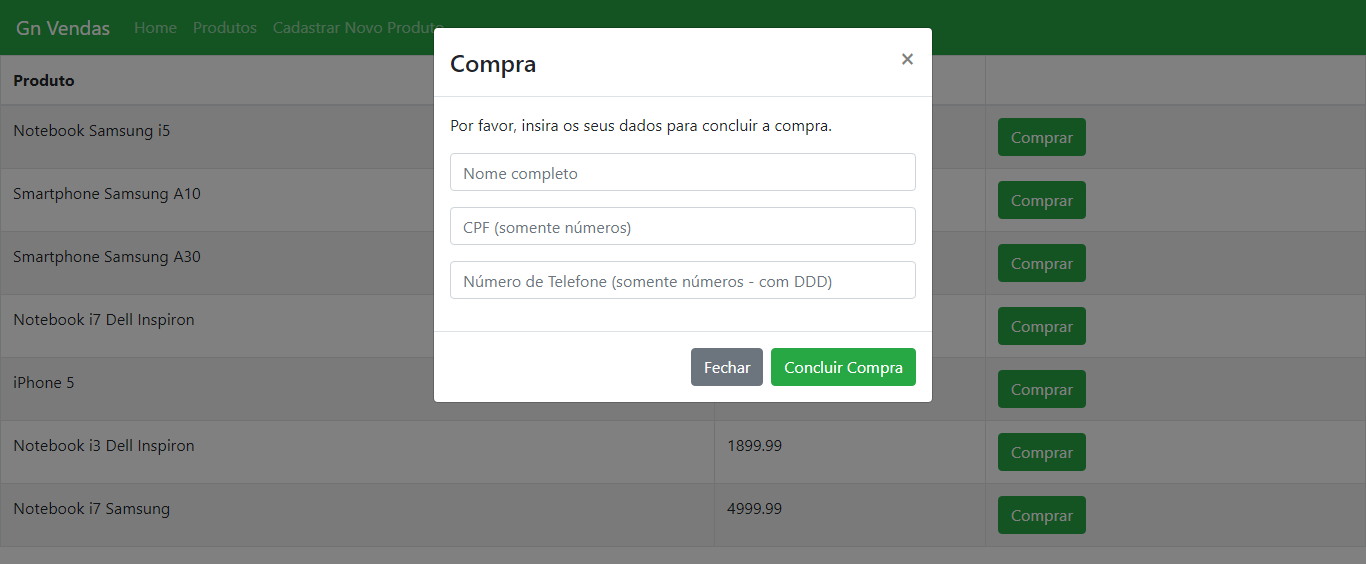 Gn Vendas Home Produtos Cadastrar Novo Produto
Compra ×
Por favor, insira os seus dados para concluir a compra.
Nome completo
CPF (somente números)
Número de Telefone (somente números - com DDD)
Fechar Concluir Compra
Produto
Notebook Samsung i5 Comprar
Smartphone Samsung A10 Comprar
Smartphone Samsung A30 Comprar
Notebook i7 Dell Inspiron Comprar
iPhone 5 Comprar
Notebook i3 Dell Inspiron 1899.99 Comprar
Notebook i7 Samsung 4999.99 Comprar